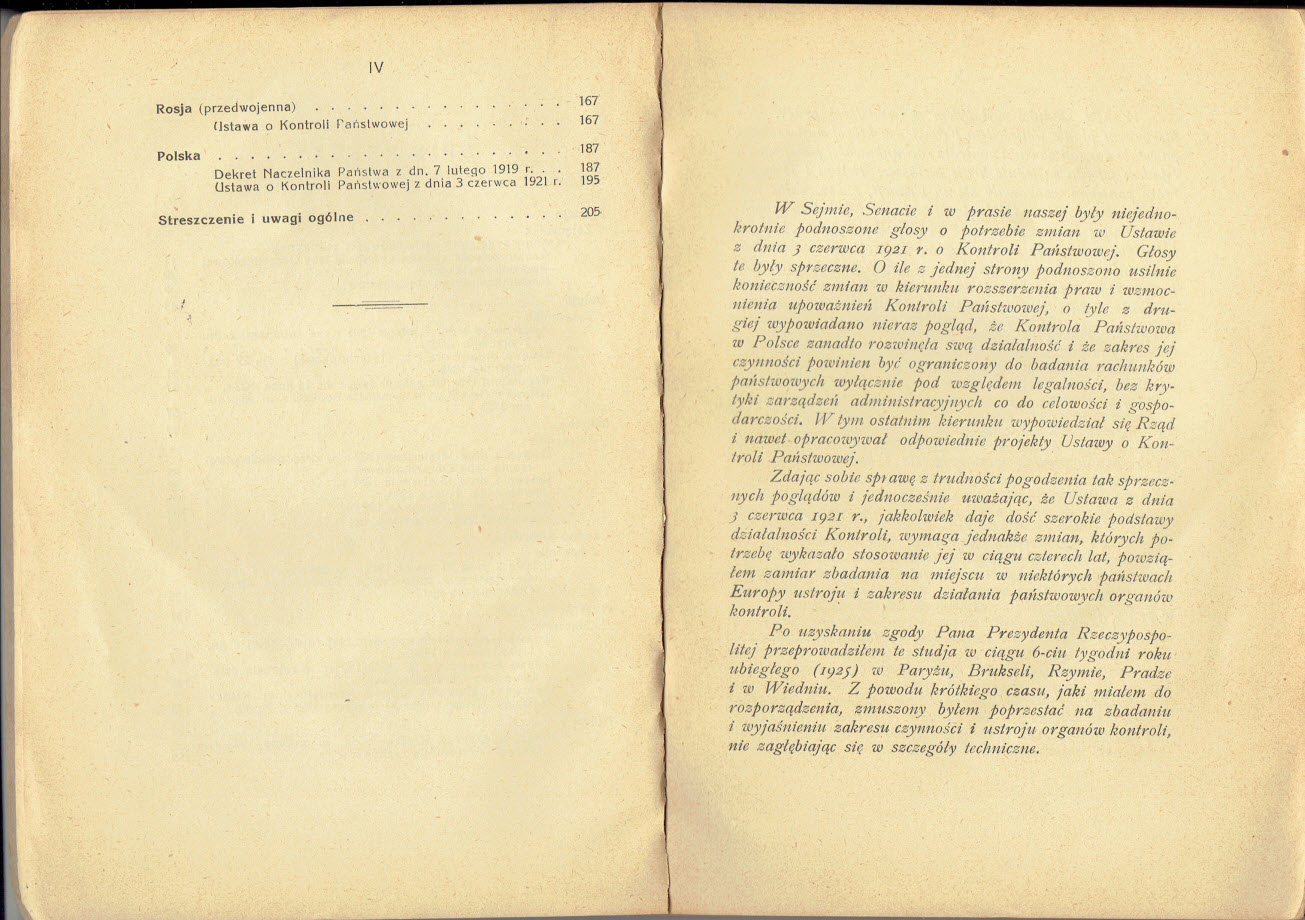 IV
Rosja (przedwojenna) . . . . . . . . . . . . . . . . 167
Ustawa o Kontroli Państwowej . . . . . . . . . 167
Polska . . . . . . . . . . . . . . . . . . . . . . 187
Dekret Naczelnika Państwa z dn. 7 lutego 1919 r. . . 187
Ustawa o Kontroli Państwowej z dnia 3 czerwca 1921 r. 195
Streszczenie i uwagi ogólne . . . . . . . . . . . . . 205
W Sejmie, Senacie i w prasie naszej były niejedno-
krotnie podnoszone głosy o potrzebie zmian w Ustawie
z dnia 3 czerwca 1921 r. o Kontroli Państwowej. Głosy
te były sprzeczne. O ile z jednej strony podnoszono usilnie
konieczność zmian w kierunku rozszerzenia praw i wzmoc-
nienia upoważnień Kontroli Państwowej, o tyle z dru-
giej wypowiadano nieraz pogląd, że Kontrola Państwowa
w Polsce zanadto rozwinęła swą działalność i że zakres jej
czynności powinien być ograniczony do badania rachunków
państwowych wyłącznie pod względem legalności, bez kry-
tyki zarządzeń administracyjnych co do celowości i gospo-
darczości. W tym ostatnim kierunku wypowiedział się Rząd
i nawet opracowywał odpowiednie projekty Ustawy o Kon-
troli Państwowej.
Zdając sobie sprawę z trudności pogodzenia tak sprzecz-
nych poglądów i jednocześnie uważając, że Ustawa z dnia
3 czerwca 1921 r., jakkolwiek daje dość szerokie podstawy
działalności Kontroli, wymaga jednakże zmian, których po-
trzebę wykazało stosowanie jej w ciągu czterech lat, powzią-
łem zamiar zbadania na miejscu w niektórych państwach
Europy ustroju i zakresu działania państwowych organów
kontroli.
Po uzyskaniu zgody Pana Prezydenta Rzeczypospo-
litej przeprowadziłem te studja w ciągu 6-ciu tygodni roku
ubiegłego (1925) w Paryżu, Brukseli, Rzymie, Pradze
i w Wiedniu. Z powodu krótkiego czasu, jaki miałem do
rozporządzenia, zmuszony byłem poprzestać na zbadaniu
i wyjaśnieniu zakresu czynności i ustroju organów kontroli,
nie zagłębiając się w szczegóły techniczne.